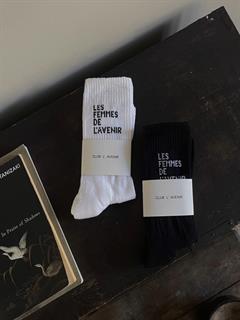 LES
FEMMES
DE
L'AVENIR
CLUB L'AVENIR
LES
FEMMES
DE
L'AVENIR
CLUB L'AVENIR
In Praise of Shadows